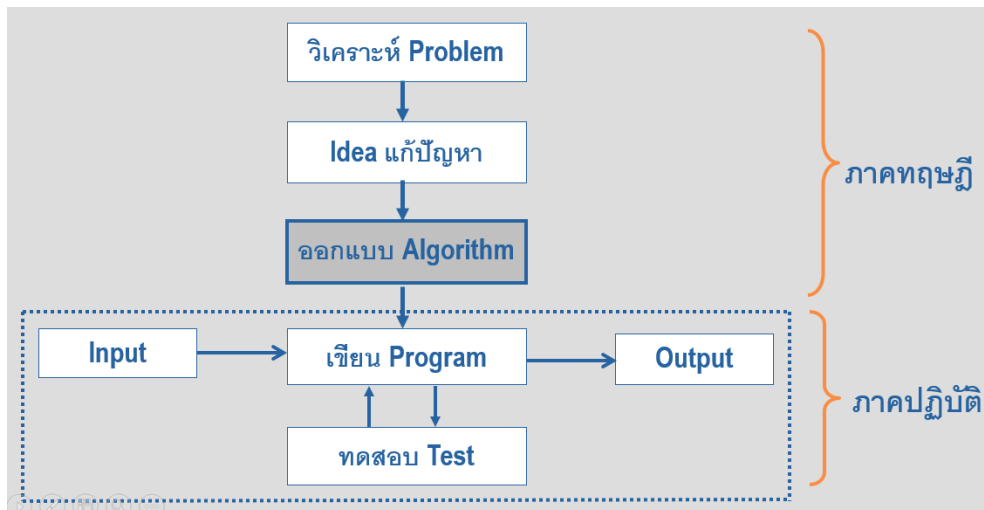 วิเคราะห์ Problem
Idea แก้ปัญหา
ภาคทฤษฎี
ออกแบบ Algorithm
Input
เขียน Program
Output
ภาคปฏิบัติ
ทดสอบ Test